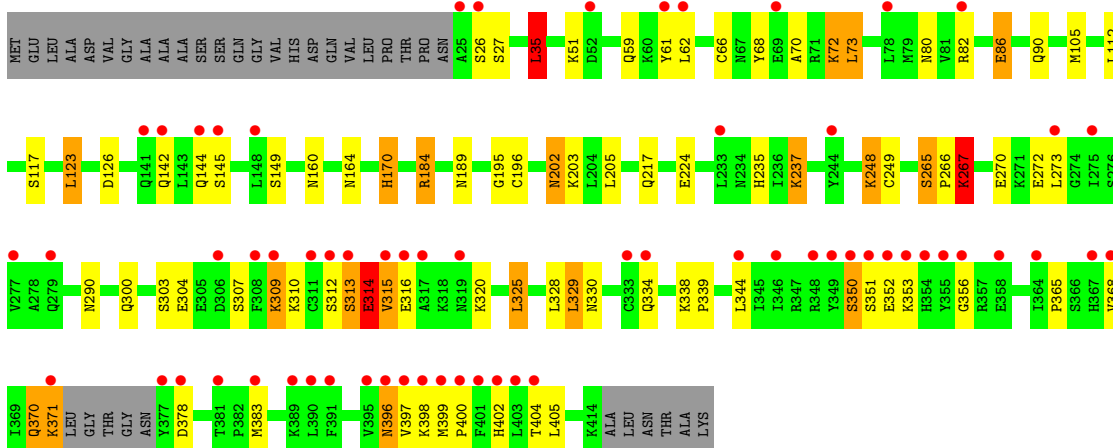 MET GLU LEU ALA ASP VAL GLY ALA ALA ALA SER SER GLN GLY VAL HIS ASP GLN VAL LEU PRO THR PRO ASN A25 S26 S27 L35 K51 D52 Q59 K60 Y61 L62 C66 N67 Y68 E69 A70 R71 K72 L73 L78 M79 N80 V81 R82 E86 Q90 M105 L112
S117 L123 D126 Q141 Q142 L143 Q144 S145 L148 S149 N160 N164 H170 R184 N189 G195 C196 N202 K203 L204 L205 Q217 E224 L233 N234 H235 I236 K237 Y244 K248 C249 S265 P266 K267 E270 K271 E272 L273 G274 I275 S276
V277 A278 Q279 N290 Q300 S303 E304 E305 D306 S307 F308 K309 K310 C311 S312 S313 E314 V315 E316 A317 K318 N319 K320 L325 L328 L329 N330 C333 Q334 K338 P339 L344 I345 I346 R347 R348 Y349 S350 S351 E352 K353 H354 Y355 G356 R357 E358 I364 P365 S366 H367 V368
I369 Q370 K371 LEU GLY THR GLY ASN Y377 D378 T381 P382 M383 K389 L390 F391 V395 N396 V397 K398 M399 P400 F401 H402 L403 T404 L405 K414 ALA LEU ASN THR ALA LYS